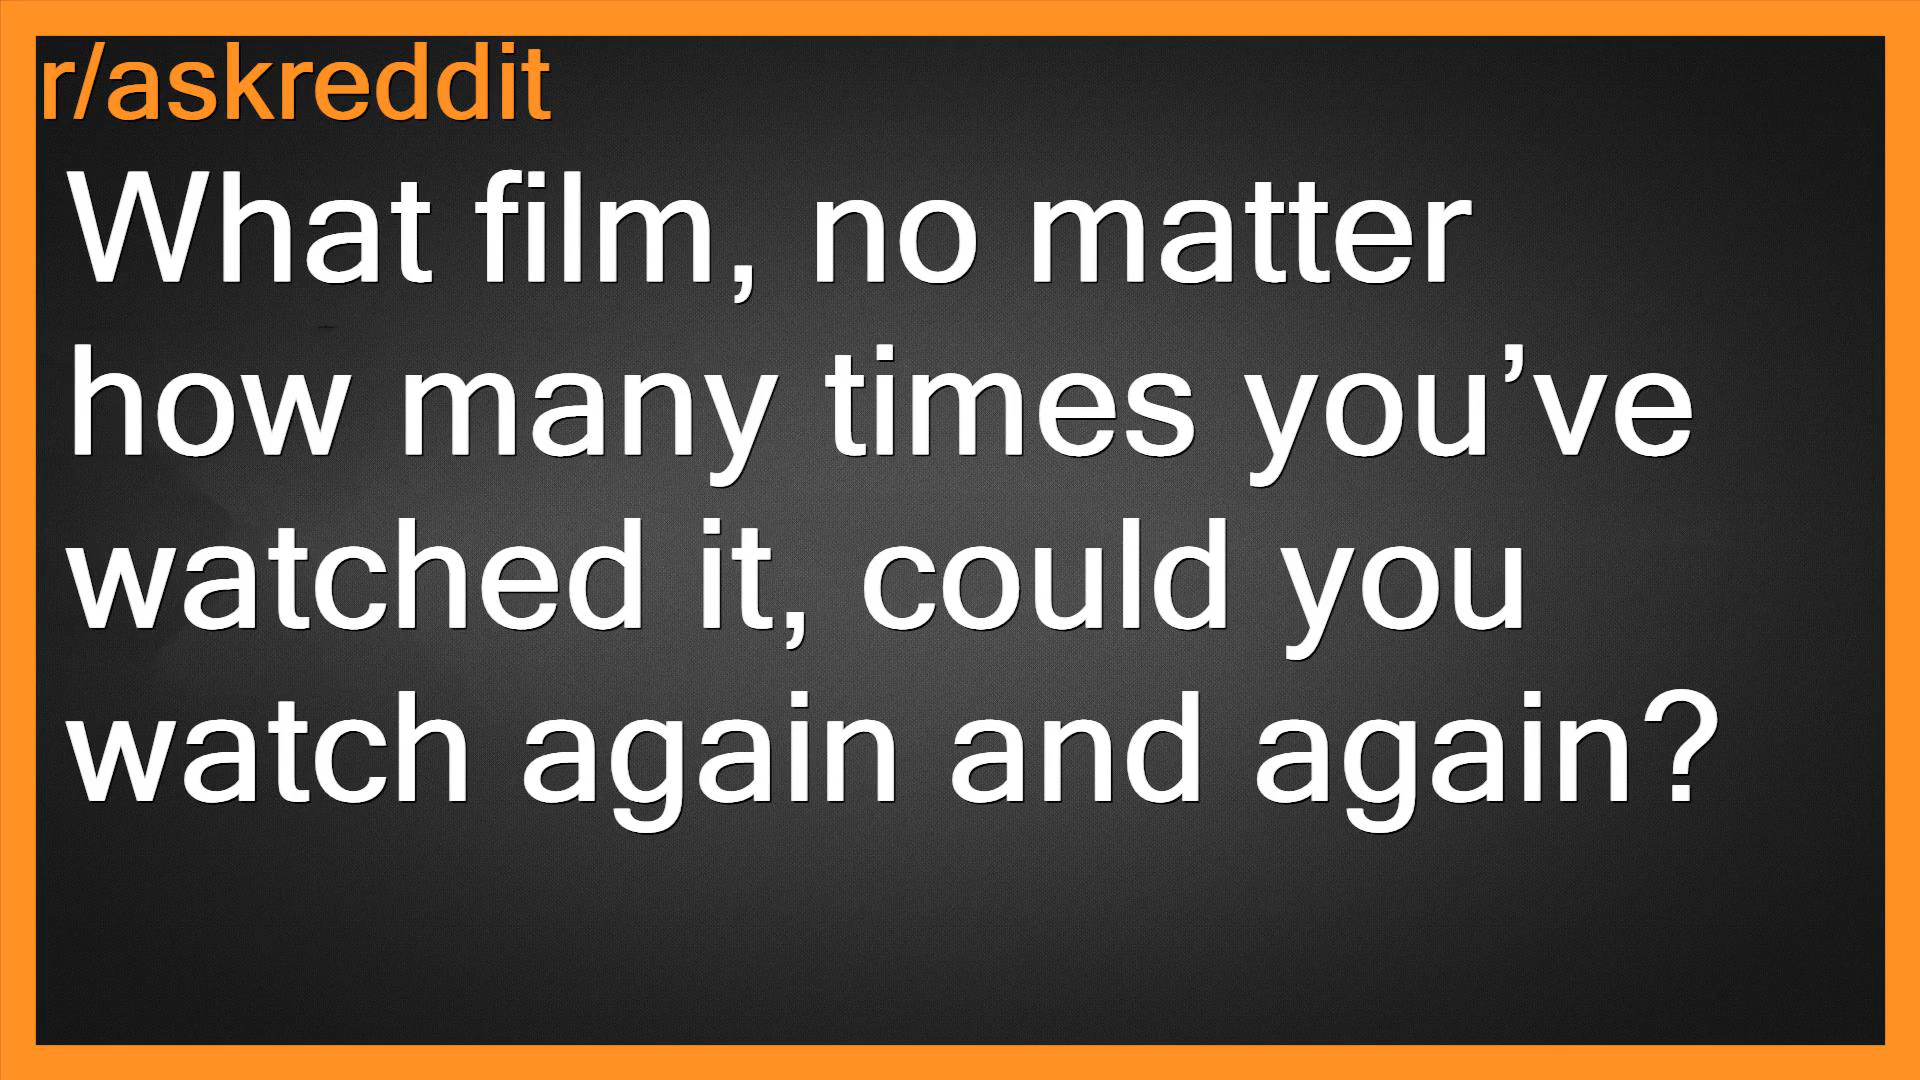 r/askreddit
What film, no matter
how many times you’ve
watched it, could you
watch again and again?